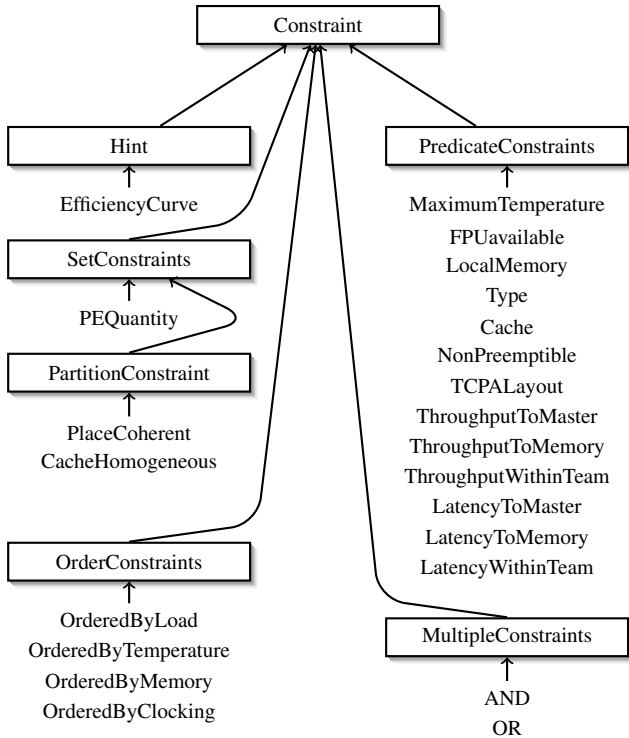 Constraint
Hint
EfficiencyCurve
SetConstraints
PEQuantity
PartitionConstraint
PlaceCoherent
CacheHomogeneous
OrderConstraints
OrderedByLoad
OrderedByTemperature
OrderedByMemory
OrderedByClocking
PredicateConstraints
MaximumTemperature
FPUavailable
LocalMemory
Type
Cache
NonPreemptible
TCPALayout
ThroughputToMaster
ThroughputToMemory
ThroughputWithinTeam
LatencyToMaster
LatencyToMemory
LatencyWithinTeam
MultipleConstraints
AND
OR